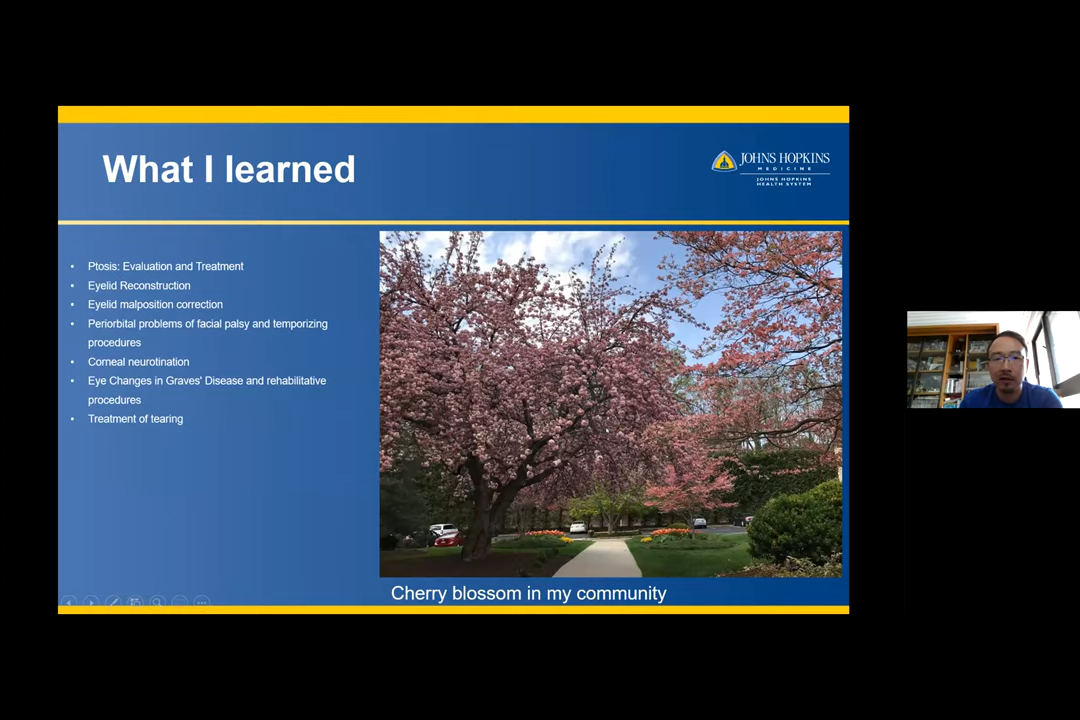 What I learned
JOHNS HOPKINS
MEDICINE
JOHNS HOPKINS
HEALTH SYSTEM
• Ptosis: Evaluation and Treatment
• Eyelid Reconstruction
• Eyelid malposition correction
• Periorbital problems of facial palsy and temporizing
procedures
• Corneal neurotination
• Eye Changes in Graves' Disease and rehabilitative
procedures
• Treatment of tearing
Cherry blossom in my community